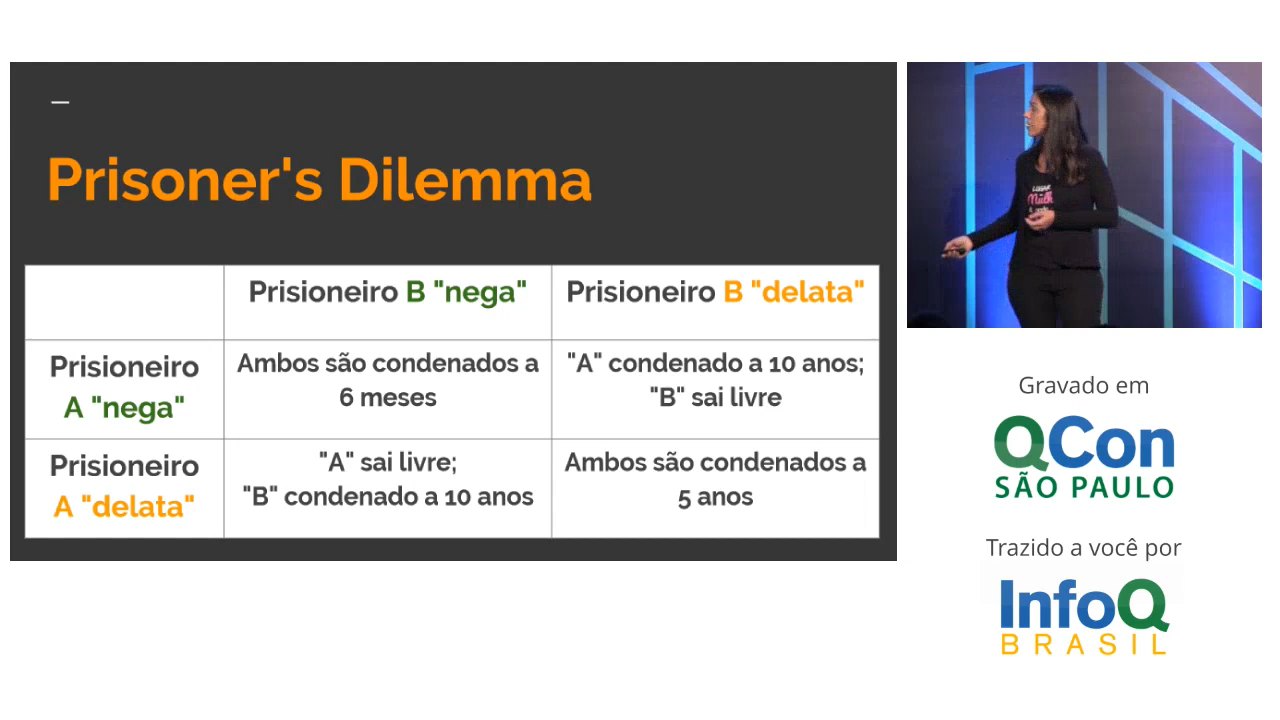 Prisoner's Dilemma
Prisioneiro B "nega"
Prisioneiro B "delata"
Prisioneiro
A "nega"
Ambos são condenados a
6 meses
"A" condenado a 10 anos;
"B" sai livre
Prisioneiro
A "delata"
"A" sai livre;
"B" condenado a 10 anos
Ambos são condenados a
5 anos
Gravado em
QCon
SÃO PAULO
Trazido a você por
InfoQ
BRASIL